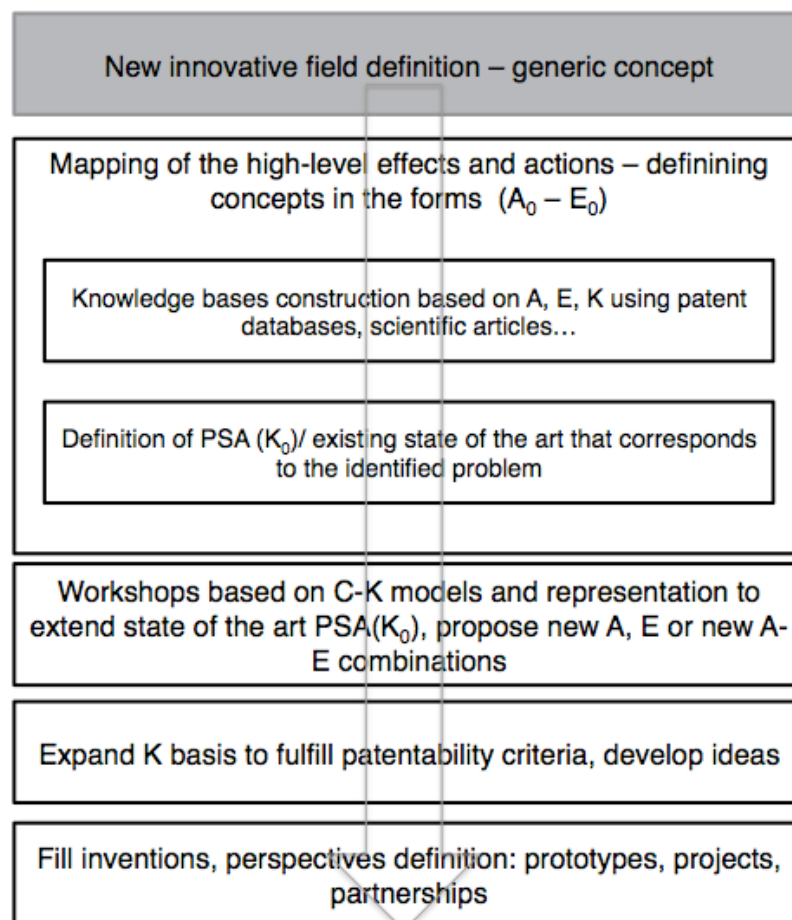 New innovative field definition – generic concept
Mapping of the high-level effects and actions – definining
concepts in the forms (A₀ – E₀)
Knowledge bases construction based on A, E, K using patent
databases, scientific articles…
Definition of PSA (K₀)/ existing state of the art that corresponds
to the identified problem
Workshops based on C-K models and representation to
extend state of the art PSA(K₀), propose new A, E or new A-
E combinations
Expand K basis to fulfill patentability criteria, develop ideas
Fill inventions, perspectives definition: prototypes, projects,
partnerships